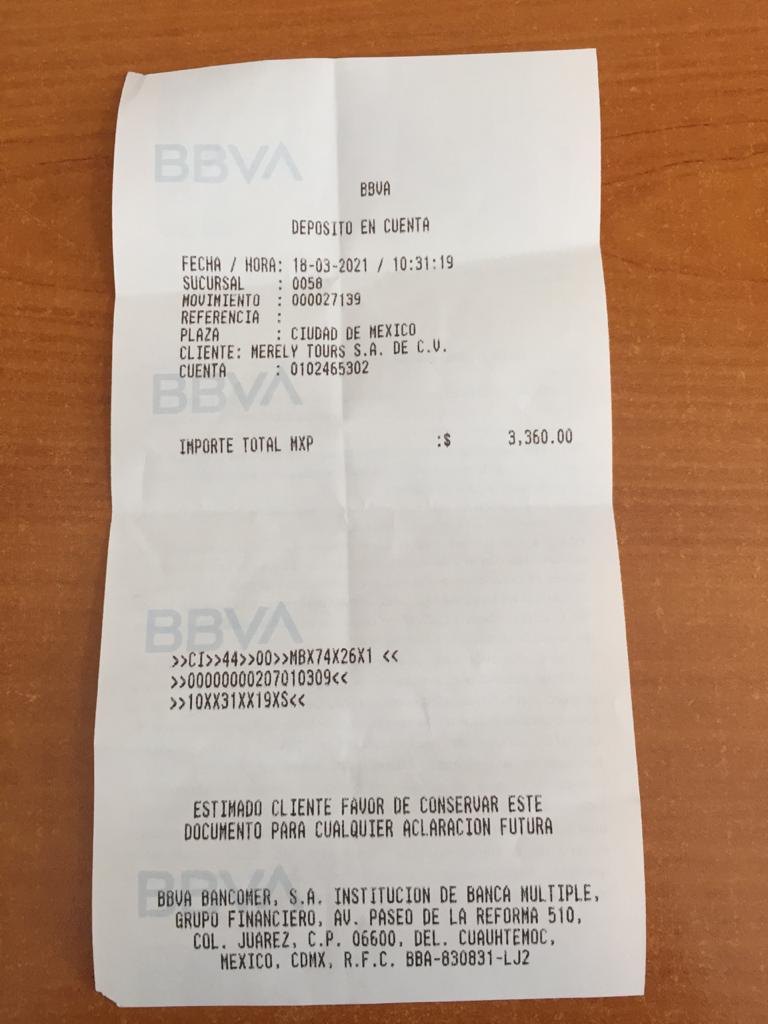 BBVA
BBVA
DEPOSITO EN CUENTA
FECHA / HORA: 18-03-2021 / 10:31:19
SUCURSAL : 0058
MOVIMIENTO : 000027139
REFERENCIA :
PLAZA : CIUDAD DE MEXICO
CLIENTE: MERELY TOURS S.A. DE C.V.
CUENTA : 0102465302
BBVA
IMPORTE TOTAL MXP :$ 3,360.00
BBVA
>>CI>>44>>00>>MBX74X26X1 <<
>>00000000207010309<<
>>10XX31XX19XS<<
ESTIMADO CLIENTE FAVOR DE CONSERVAR ESTE
DOCUMENTO PARA CUALQUIER ACLARACION FUTURA
BBVA
BBVA BANCOMER, S.A. INSTITUCION DE BANCA MULTIPLE,
GRUPO FINANCIERO, AV. PASEO DE LA REFORMA 510,
COL. JUAREZ, C.P. 06600, DEL. CUAUHTEMOC,
MEXICO, CDMX, R.F.C. BBA-830831-LJ2